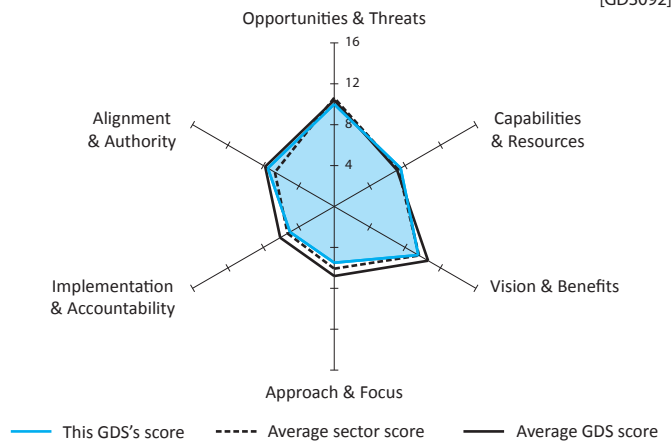 [GDS092]
Opportunities & Threats
16
12
8
4
Alignment
& Authority
Capabilities
& Resources
Implementation
& Accountability
Vision & Benefits
Approach & Focus
This GDS's score
Average sector score
Average GDS score